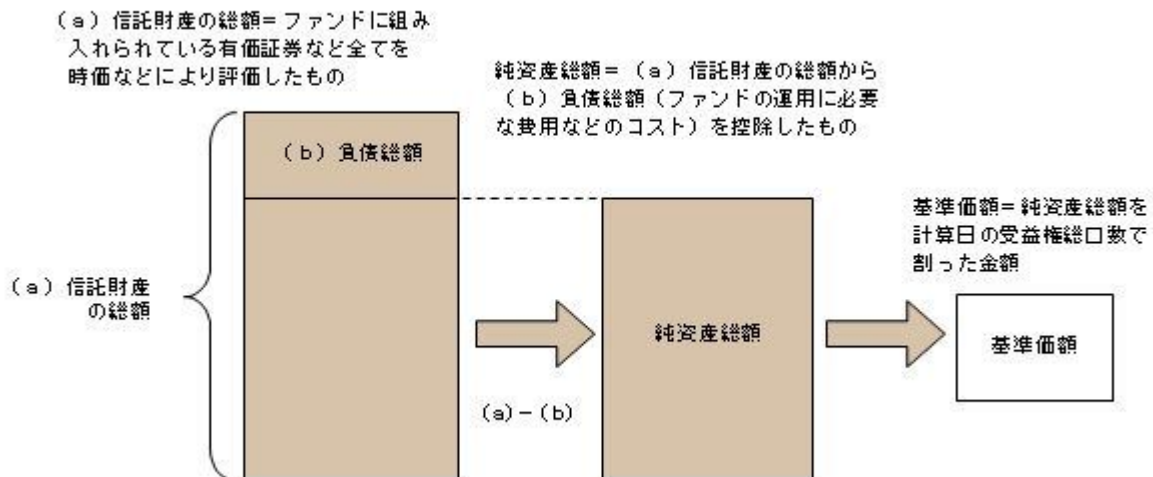 （a）信託財産の総額＝ファンドに組み
入れられている有価証券など全てを
時価などにより評価したもの
純資産総額＝（a）信託財産の総額から
（b）負債総額（ファンドの運用に必要
な費用などのコスト）を控除したもの
（b）負債総額
基準価額＝純資産総額を
計算日の受益権総口数で
割った金額
（a）信託財産
の総額
純資産総額
基準価額
（a）－（b）